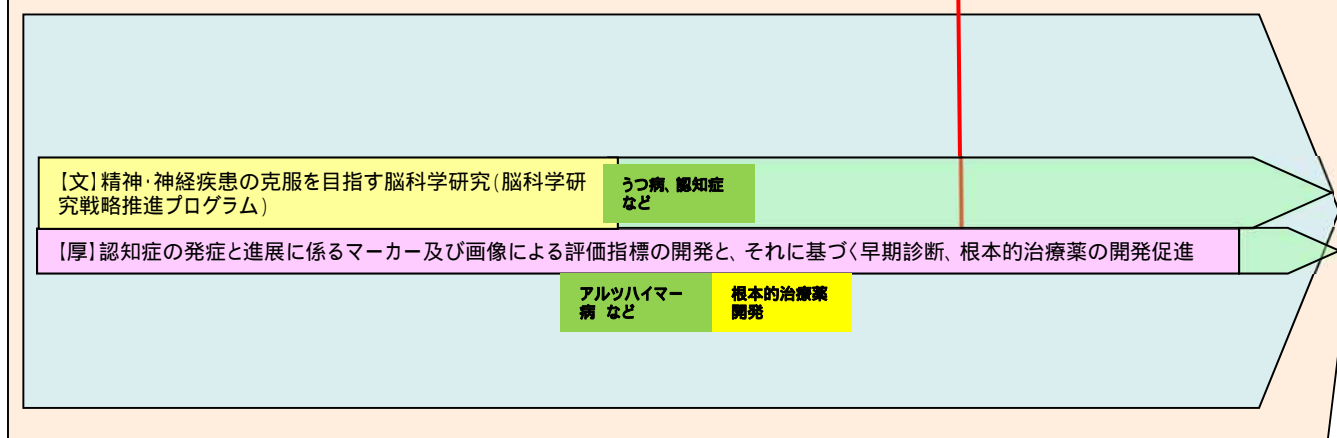 【文】精神・神経疾患の克服を目指す脳科学研究(脳科学研
究戦略推進プログラム)
うつ病、認知症
など
【厚】認知症の発症と進展に係るマーカー及び画像による評価指標の開発と、それに基づく早期診断、根本的治療薬の開発促進
アルツハイマー
病 など
根本的治療薬
開発